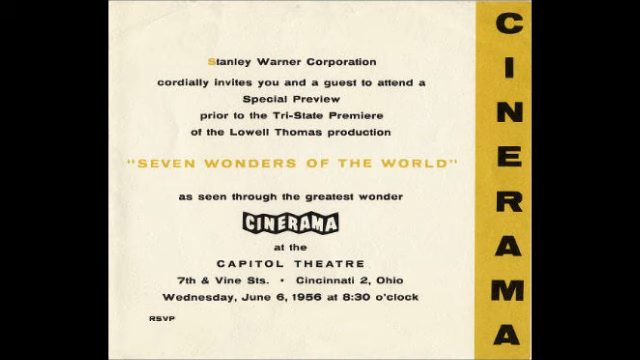 Stanley Warner Corporation
cordially invites you and a guest to attend a
Special Preview
prior to the Tri-State Premiere
of the Lowell Thomas production
"SEVEN WONDERS OF THE WORLD"
as seen through the greatest wonder
CINERAMA
at the
CAPITOL THEATRE
7th & Vine Sts. • Cincinnati 2, Ohio
Wednesday, June 6, 1956 at 8:30 o'clock
RSVP
CINERAMA